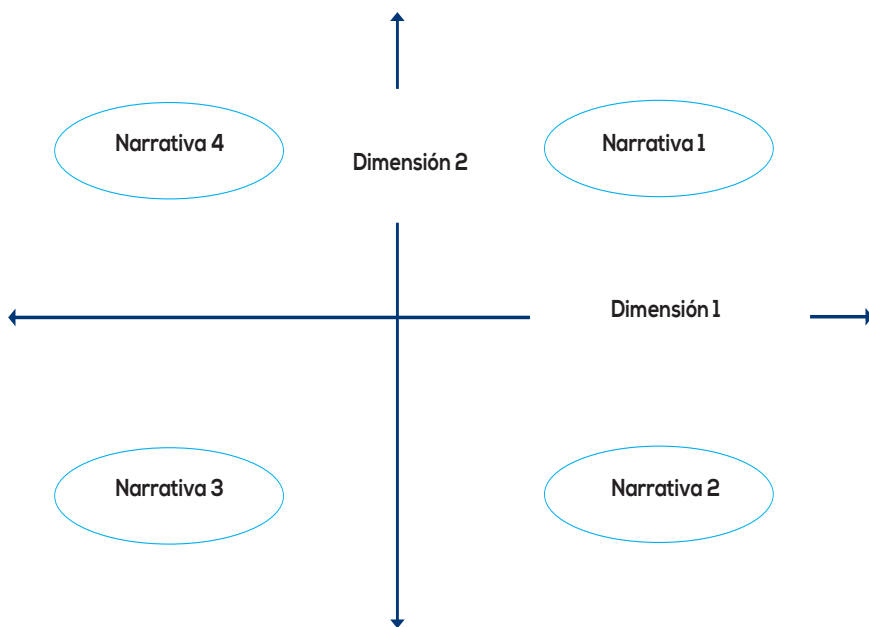 Narrativa 4
Narrativa 1
Dimensión 2
Dimensión 1
Narrativa 3
Narrativa 2